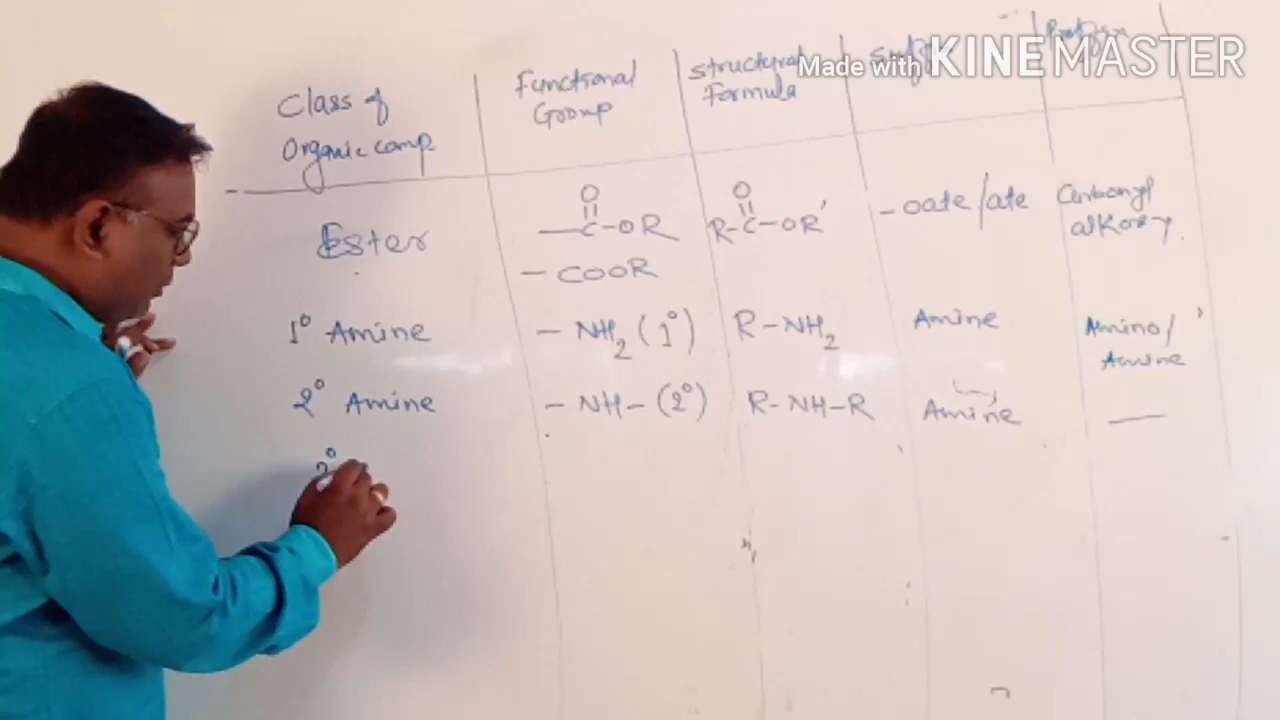 Made with KINEMASTER
Class of
Organic comp
Functional
Group
Structural
Formula
Ester
O
||
—C–OR
– COOR
O
||
R–C–OR'
– oate/ate
Carbonyl
alkoxy
1° Amine
– NH₂ (1°)
R–NH₂
Amine
Amino/
Amine
2° Amine
– NH – (2°)
R–NH–R
Amine
—